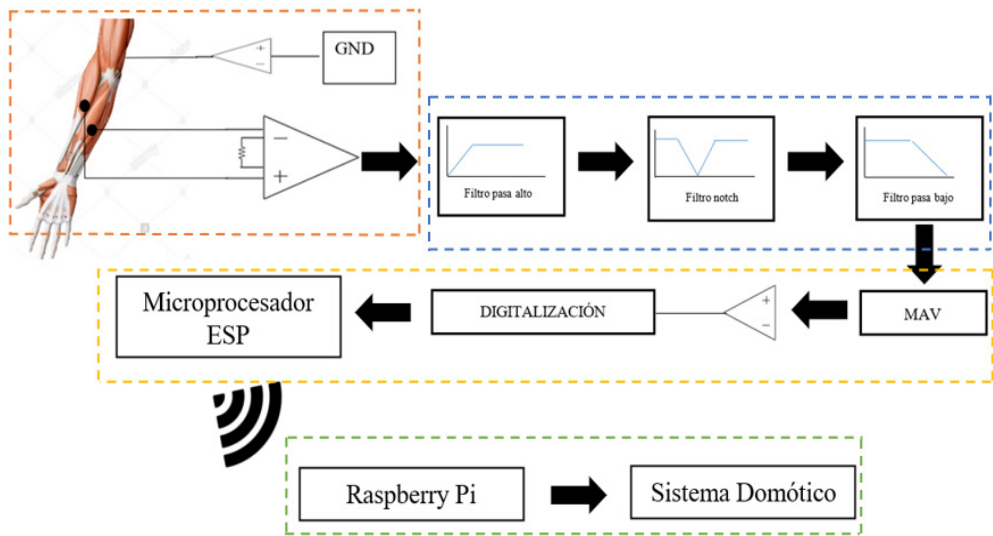 GND
Filtro pasa alto
Filtro notch
Filtro pasa bajo
Microprocesador
ESP
DIGITALIZACIÓN
MAV
Raspberry Pi
Sistema Domótico